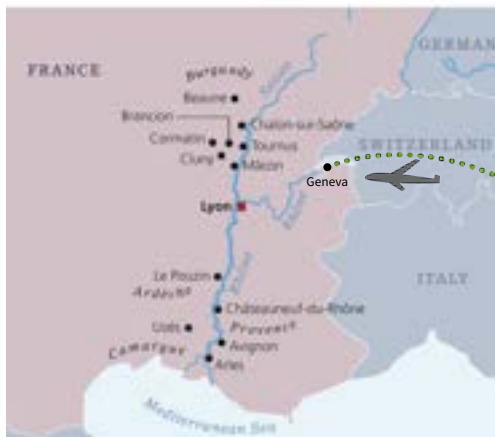 GERMAN
FRANCE
Burgundy
Beaune
Brancion
Chalon-sur-Saône
Cormatin
Tournus
SWITZERLAND
Cluny
Mâcon
Geneva
Lyon
ITALY
Le Pouzin
Ardèche
Châteauneuf-du-Rhône
Uzès
Provence
Camargue
Avignon
Arles
Mediterranean Sea